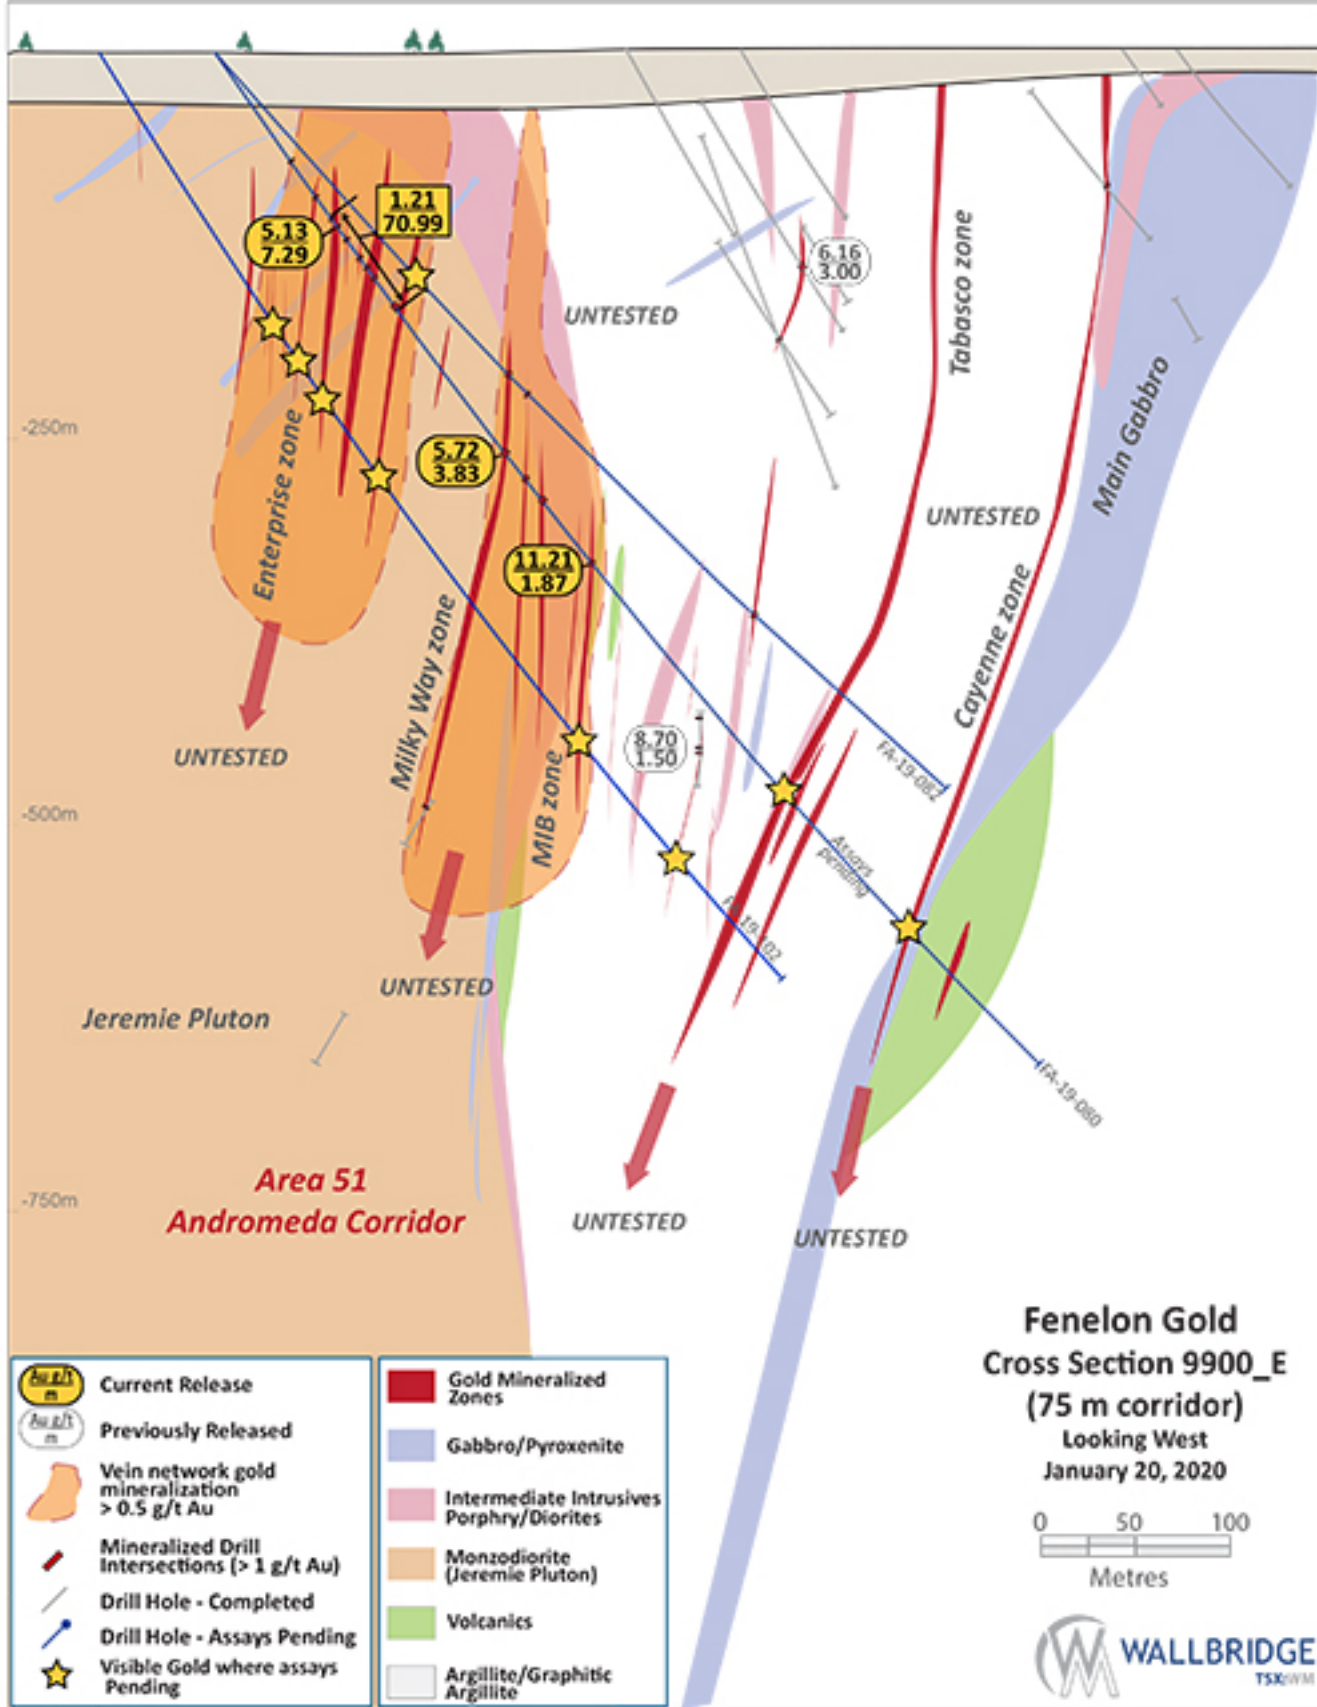 1.21
70.99
5.13
7.29
6.16
3.00
UNTESTED
Tabasco zone
-250m
Enterprise zone
5.72
3.83
Main Gabbro
UNTESTED
11.21
1.87
Milky Way zone
Cayenne zone
UNTESTED
8.70
1.50
FA-19-082
-500m
MIB zone
Assays
pending
FA-19-102
UNTESTED
Jeremie Pluton
FA-19-080
Area 51
Andromeda Corridor
-750m
UNTESTED
UNTESTED
Fenelon Gold
Cross Section 9900_E
(75 m corridor)
Looking West
January 20, 2020
0 50 100
Metres
Au g/t
m
Current Release
Au g/t
m
Previously Released
Vein network gold
mineralization
> 0.5 g/t Au
Mineralized Drill
Intersections (> 1 g/t Au)
Drill Hole - Completed
Drill Hole - Assays Pending
Visible Gold where assays
Pending
Gold Mineralized
Zones
Gabbro/Pyroxenite
Intermediate Intrusives
Porphry/Diorites
Monzodiorite
(Jeremie Pluton)
Volcanics
Argillite/Graphitic
Argillite
WALLBRIDGE
TSX:WM